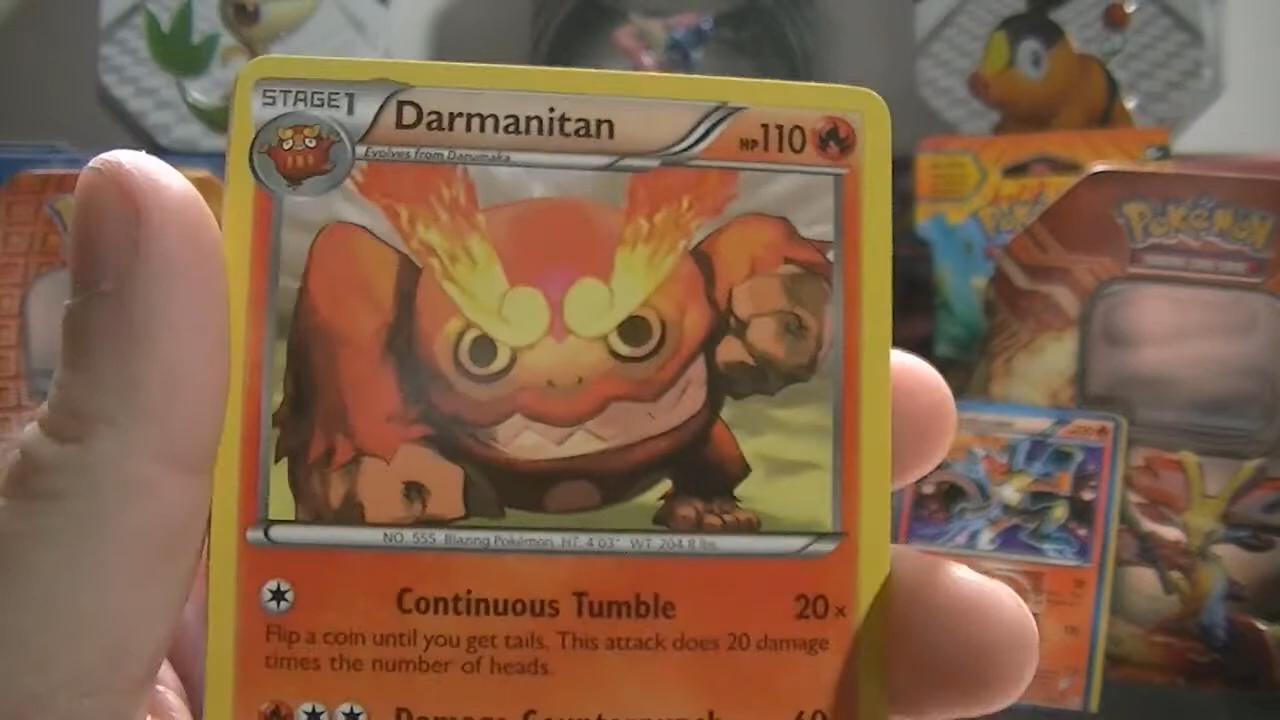 STAGE1
Darmanitan
HP110
Evolves from Darumaka
POKéMON
NO. 555 Blazing Pokémon HT. 4'03" WT. 204.8 lbs.
Continuous Tumble 20×
Flip a coin until you get tails. This attack does 20 damage
times the number of heads.
60